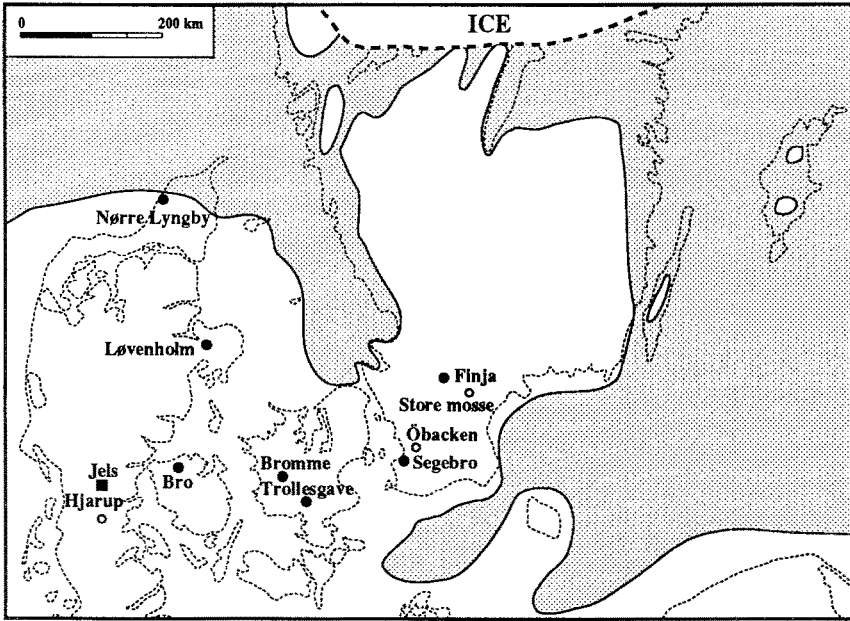 0 200 km
ICE
Nørre Lyngby
Løvenholm
Finja
Store mosse
Öbacken
Segebro
Jels
Hjarup
Bro
Bromme
Trollesgave